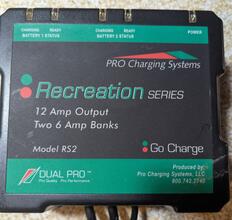 CHARGING READY CHARGING READY
BATTERY 1 STATUS BATTERY 2 STATUS POWER
PRO Charging Systems
Recreation SERIES
12 Amp Output
Two 6 Amp Banks
Model RS2
Go Charge
DUAL PRO™
Pro Quality · Pro Performance
Produced by:
Pro Charging Systems, LLC
800.742.2740